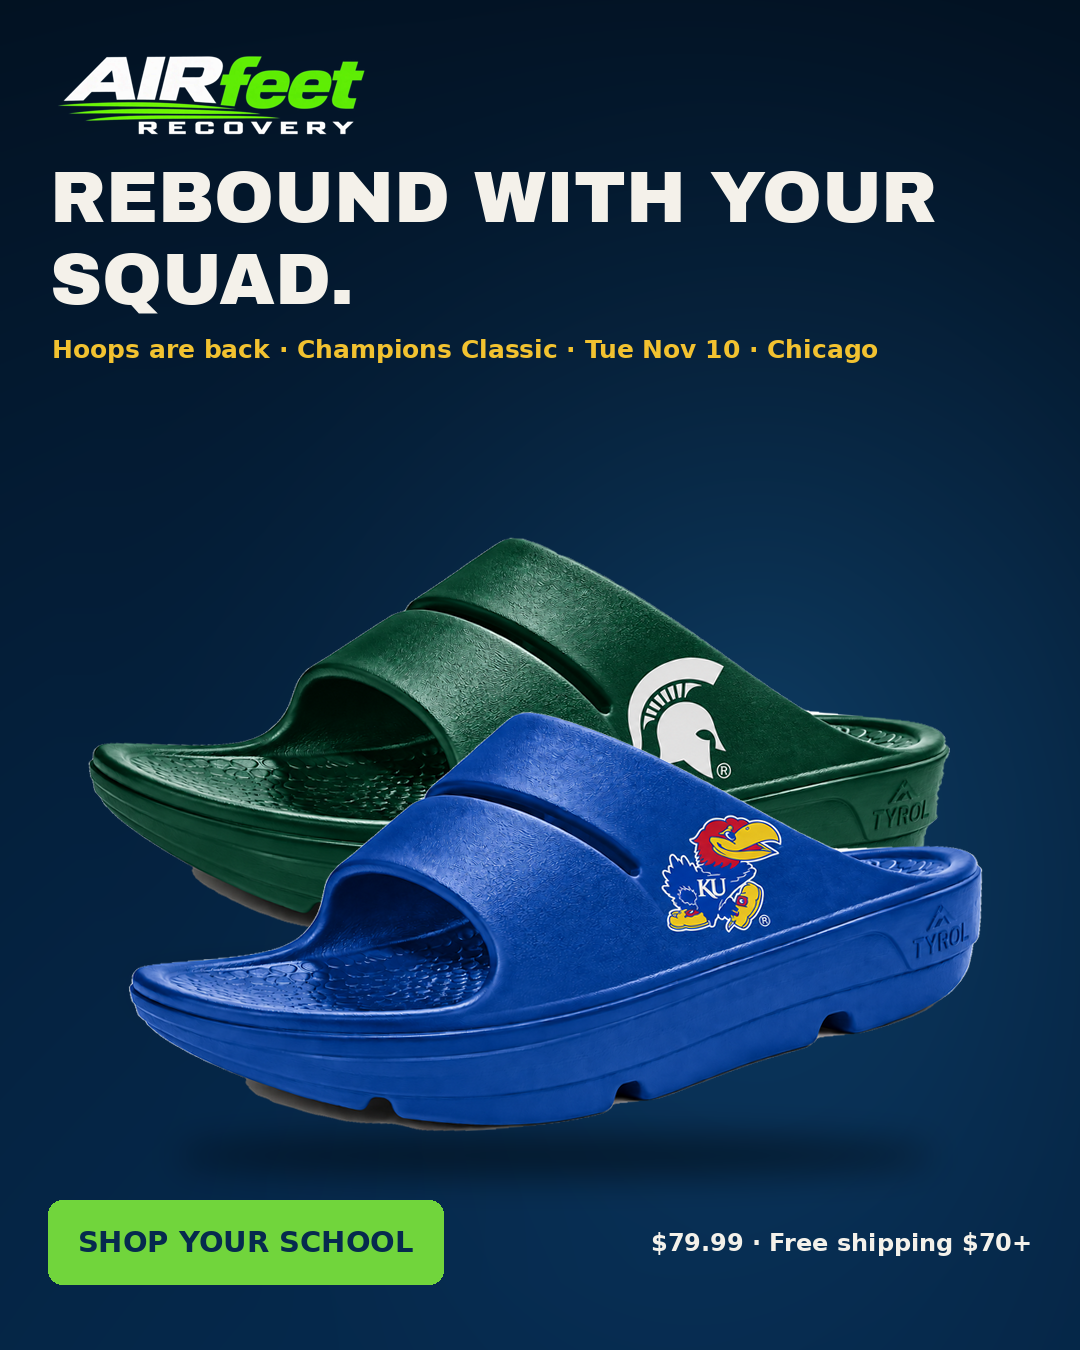 AIRfeet
RECOVERY
REBOUND WITH YOUR
SQUAD.
Hoops are back · Champions Classic · Tue Nov 10 · Chicago
®
TYROL
KU
®
TYROL
SHOP YOUR SCHOOL
$79.99 · Free shipping $70+